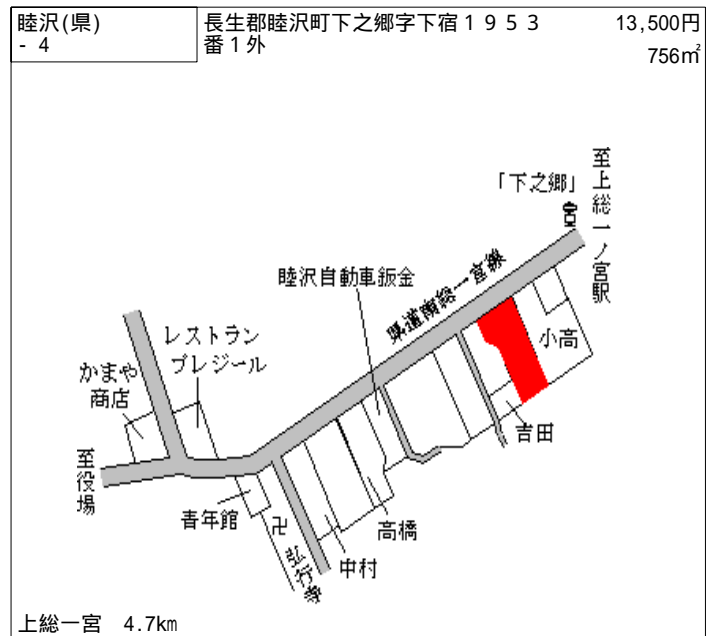 睦沢(県)
- 4
長生郡睦沢町下之郷字下宿１９５３
番１外
13,500円
756㎡
至上総一ノ宮駅
「下之郷」
県道南総一宮線
睦沢自動車鈑金
レストラン
プレジール
かまや
商店
小高
吉田
至役場
青年館
卍
高橋
中村
上総一宮　4.7km